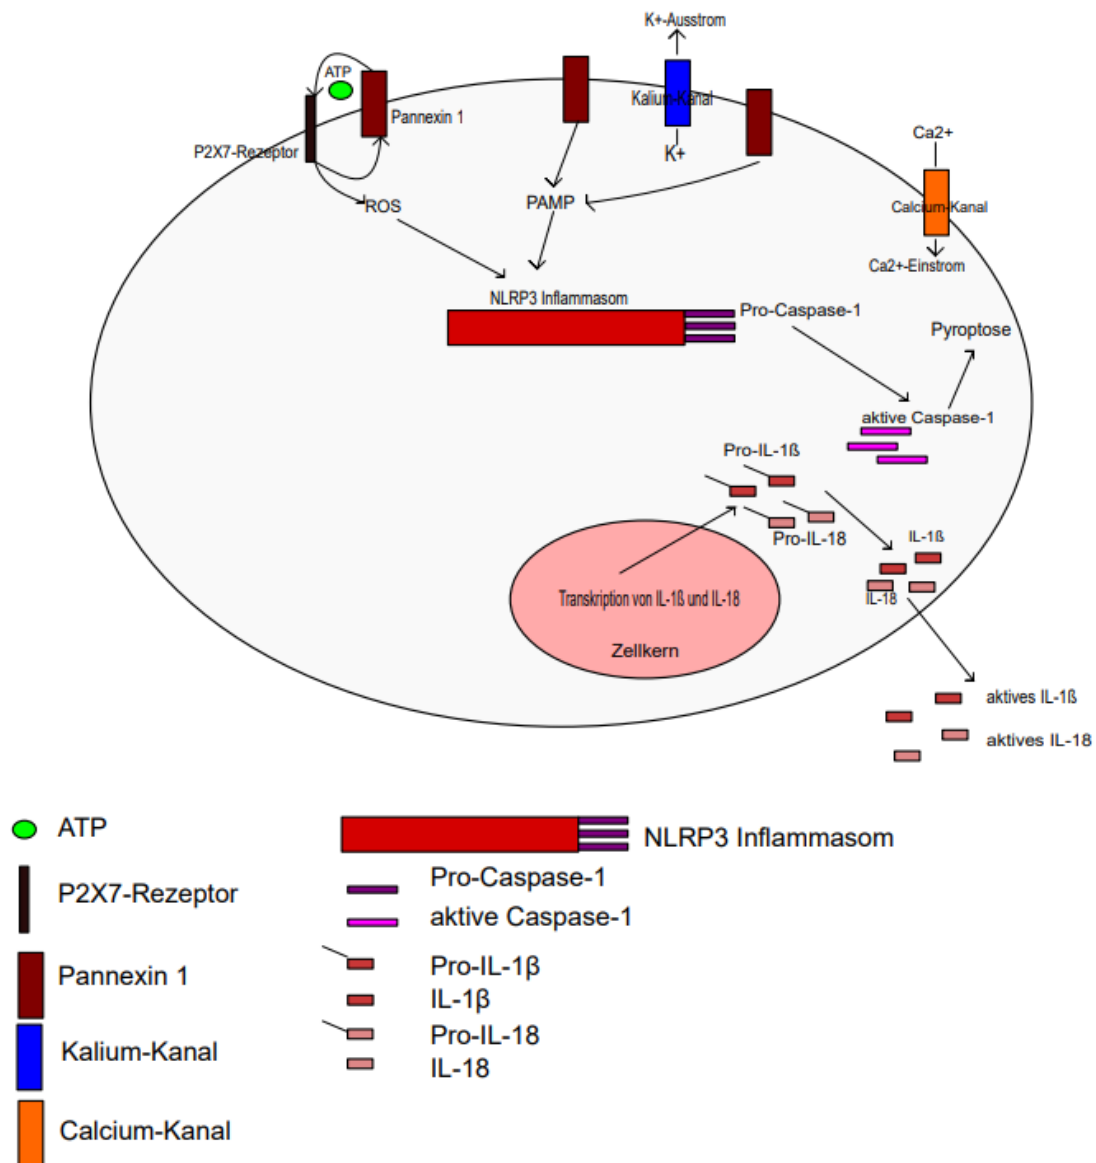 K+-Ausstrom
ATP
Pannexin 1
P2X7-Rezeptor
Kalium-Kanal
K+
Ca2+
Calcium-Kanal
Ca2+-Einstrom
ROS
PAMP
NLRP3 Inflammasom
Pro-Caspase-1
Pyroptose
aktive Caspase-1
Pro-IL-1ß
Pro-IL-18
IL-1ß
IL-18
Transkription von IL-1ß und IL-18
Zellkern
aktives IL-1ß
aktives IL-18
ATP
P2X7-Rezeptor
Pannexin 1
Kalium-Kanal
Calcium-Kanal
NLRP3 Inflammasom
Pro-Caspase-1
aktive Caspase-1
Pro-IL-1β
IL-1β
Pro-IL-18
IL-18